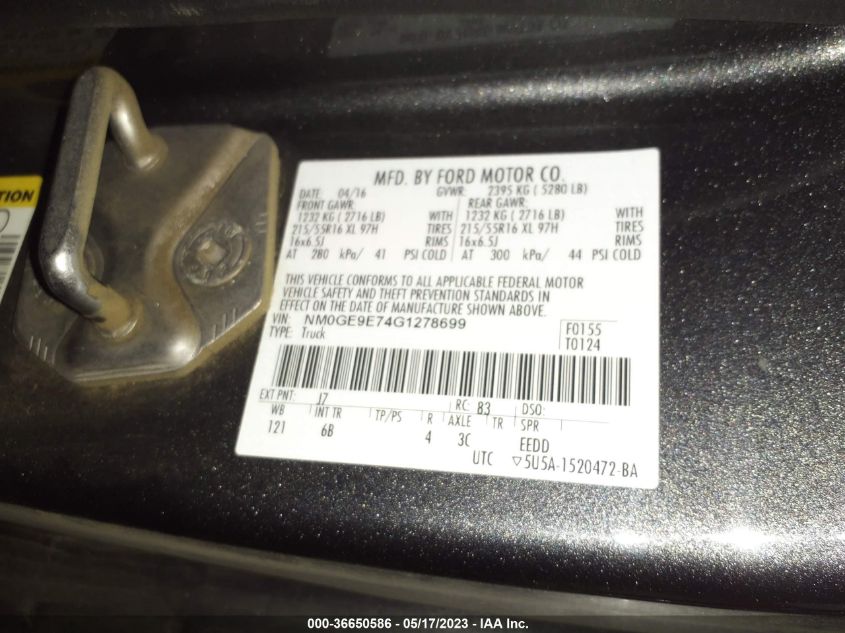 MFD. BY FORD MOTOR CO.
DATE: 04/16 GVWR: 2395 KG ( 5280 LB)
FRONT GAWR: REAR GAWR:
1232 KG ( 2716 LB) WITH 1232 KG ( 2716 LB) WITH
215/55R16 XL 97H TIRES 215/55R16 XL 97H TIRES
16x6.5J RIMS 16x6.5J RIMS
AT 280 kPa/ 41 PSI COLD AT 300 kPa/ 44 PSI COLD
THIS VEHICLE CONFORMS TO ALL APPLICABLE FEDERAL MOTOR
VEHICLE SAFETY AND THEFT PREVENTION STANDARDS IN
EFFECT ON THE DATE OF MANUFACTURE SHOWN ABOVE.
VIN: NM0GE9E74G1278699 F0155
TYPE: Truck T0124
EXT PNT: J7 RC: 83 DSO:
WB INT TR TP/PS R AXLE TR SPR
121 6B 4 3C EEDD
UTC ▽5U5A-1520472-BA
000-36650586 - 05/17/2023 - IAA Inc.